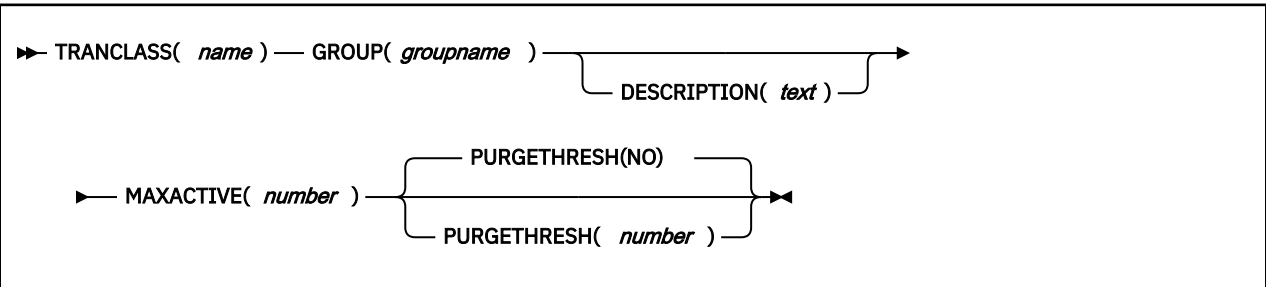 TRANCLASS( name ) GROUP( groupname )
DESCRIPTION( text )
PURGETHRESH(NO)
MAXACTIVE( number )
PURGETHRESH( number )